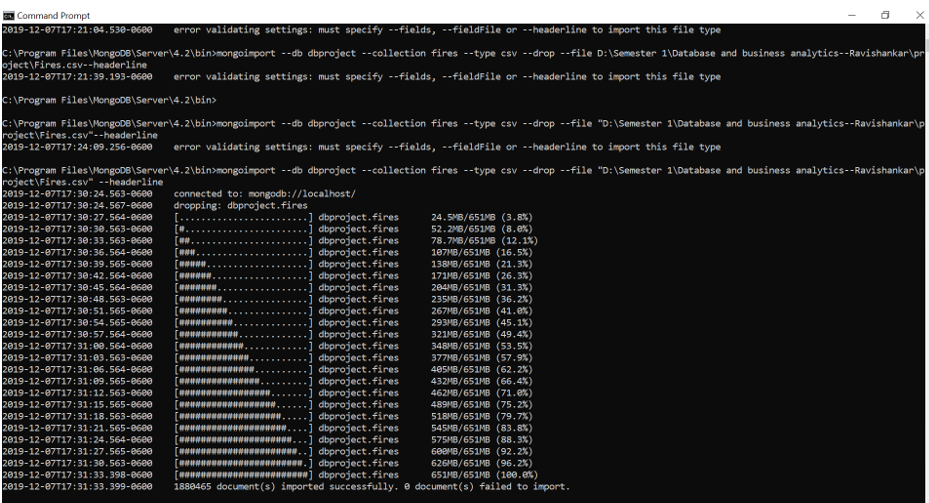 Command Prompt
2019-12-07T17:21:04.530-0600 error validating settings: must specify --fields, --fieldFile or --headerline to import this file type
C:\Program Files\MongoDB\Server\4.2\bin>mongoimport --db dbproject --collection fires --type csv --drop --file D:\Semester 1\Database and business analytics--Ravishankar\pr
oject\Fires.csv--headerline
2019-12-07T17:21:39.193-0600 error validating settings: must specify --fields, --fieldFile or --headerline to import this file type
C:\Program Files\MongoDB\Server\4.2\bin>
C:\Program Files\MongoDB\Server\4.2\bin>mongoimport --db dbproject --collection fires --type csv --drop --file "D:\Semester 1\Database and business analytics--Ravishankar\p
roject\Fires.csv"--headerline
2019-12-07T17:24:09.256-0600 error validating settings: must specify --fields, --fieldFile or --headerline to import this file type
C:\Program Files\MongoDB\Server\4.2\bin>mongoimport --db dbproject --collection fires --type csv --drop --file "D:\Semester 1\Database and business analytics--Ravishankar\p
roject\Fires.csv" --headerline
2019-12-07T17:30:24.563-0600 connected to: mongodb://localhost/
2019-12-07T17:30:24.567-0600 dropping: dbproject.fires
2019-12-07T17:30:27.564-0600 [........................] dbproject.fires 24.5MB/651MB (3.8%)
2019-12-07T17:30:30.563-0600 [#.......................] dbproject.fires 52.2MB/651MB (8.0%)
2019-12-07T17:30:33.563-0600 [##......................] dbproject.fires 78.7MB/651MB (12.1%)
2019-12-07T17:30:36.564-0600 [###.....................] dbproject.fires 107MB/651MB (16.5%)
2019-12-07T17:30:39.565-0600 [#####...................] dbproject.fires 138MB/651MB (21.3%)
2019-12-07T17:30:42.564-0600 [######..................] dbproject.fires 171MB/651MB (26.3%)
2019-12-07T17:30:45.564-0600 [#######.................] dbproject.fires 204MB/651MB (31.3%)
2019-12-07T17:30:48.563-0600 [########................] dbproject.fires 235MB/651MB (36.2%)
2019-12-07T17:30:51.565-0600 [#########...............] dbproject.fires 267MB/651MB (41.0%)
2019-12-07T17:30:54.565-0600 [##########..............] dbproject.fires 293MB/651MB (45.1%)
2019-12-07T17:30:57.564-0600 [###########.............] dbproject.fires 321MB/651MB (49.4%)
2019-12-07T17:31:00.564-0600 [############............] dbproject.fires 348MB/651MB (53.5%)
2019-12-07T17:31:03.563-0600 [#############...........] dbproject.fires 377MB/651MB (57.9%)
2019-12-07T17:31:06.564-0600 [##############..........] dbproject.fires 405MB/651MB (62.2%)
2019-12-07T17:31:09.565-0600 [###############.........] dbproject.fires 432MB/651MB (66.4%)
2019-12-07T17:31:12.563-0600 [#################.......] dbproject.fires 462MB/651MB (71.0%)
2019-12-07T17:31:15.565-0600 [##################......] dbproject.fires 489MB/651MB (75.2%)
2019-12-07T17:31:18.563-0600 [###################.....] dbproject.fires 518MB/651MB (79.7%)
2019-12-07T17:31:21.565-0600 [####################....] dbproject.fires 545MB/651MB (83.8%)
2019-12-07T17:31:24.564-0600 [#####################...] dbproject.fires 575MB/651MB (88.3%)
2019-12-07T17:31:27.565-0600 [######################..] dbproject.fires 600MB/651MB (92.2%)
2019-12-07T17:31:30.563-0600 [#######################.] dbproject.fires 626MB/651MB (96.2%)
2019-12-07T17:31:33.398-0600 [########################] dbproject.fires 651MB/651MB (100.0%)
2019-12-07T17:31:33.399-0600 1880465 document(s) imported successfully. 0 document(s) failed to import.